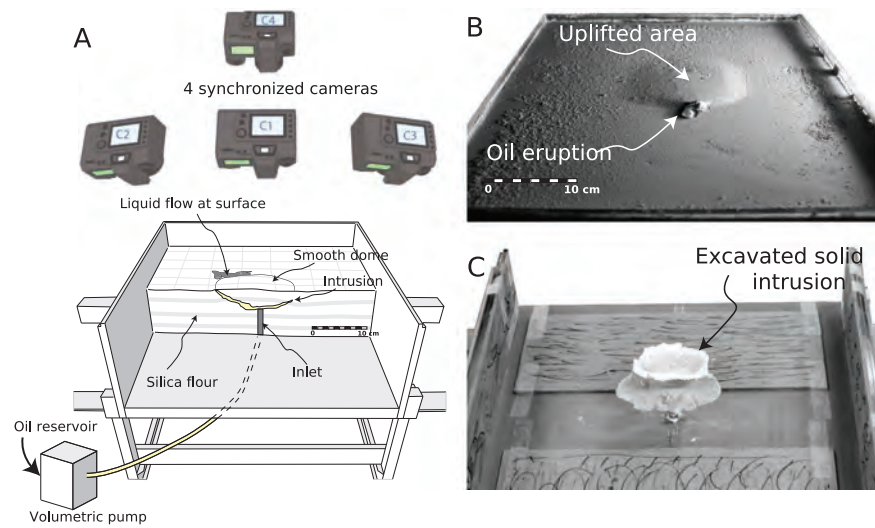 A
C4
4 synchronized cameras
C2
C1
C3
Liquid flow at surface
Smooth dome
Intrusion
0 10 cm
Silica flour
Inlet
Oil reservoir
Volumetric pump
B
Uplifted area
Oil eruption
0 10 cm
C
Excavated solid
intrusion